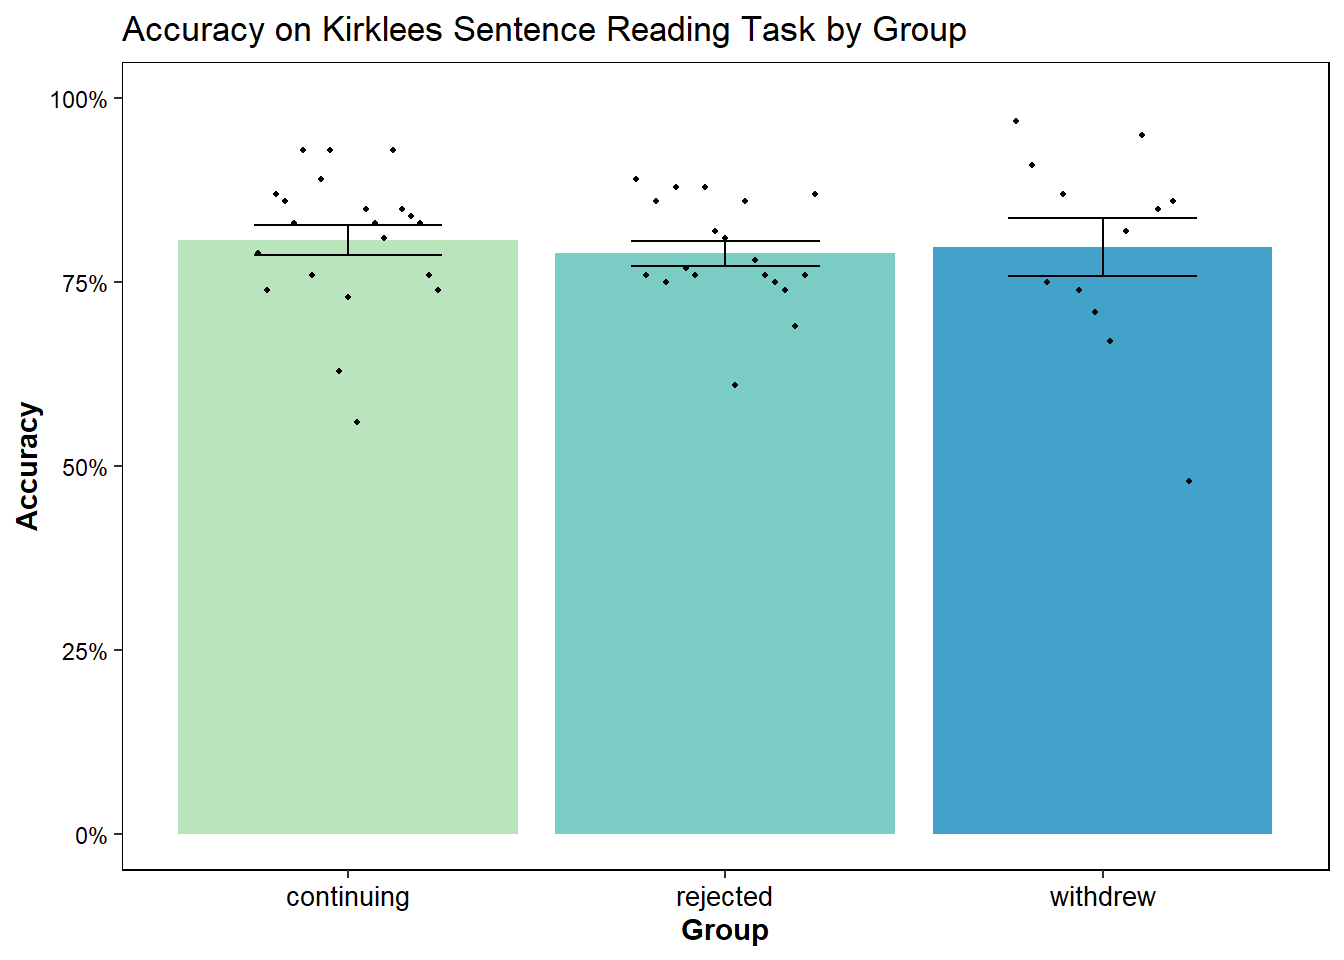 Accuracy on Kirklees Sentence Reading Task by Group
100%
75%
50%
25%
0%
Accuracy
continuing rejected withdrew
Group